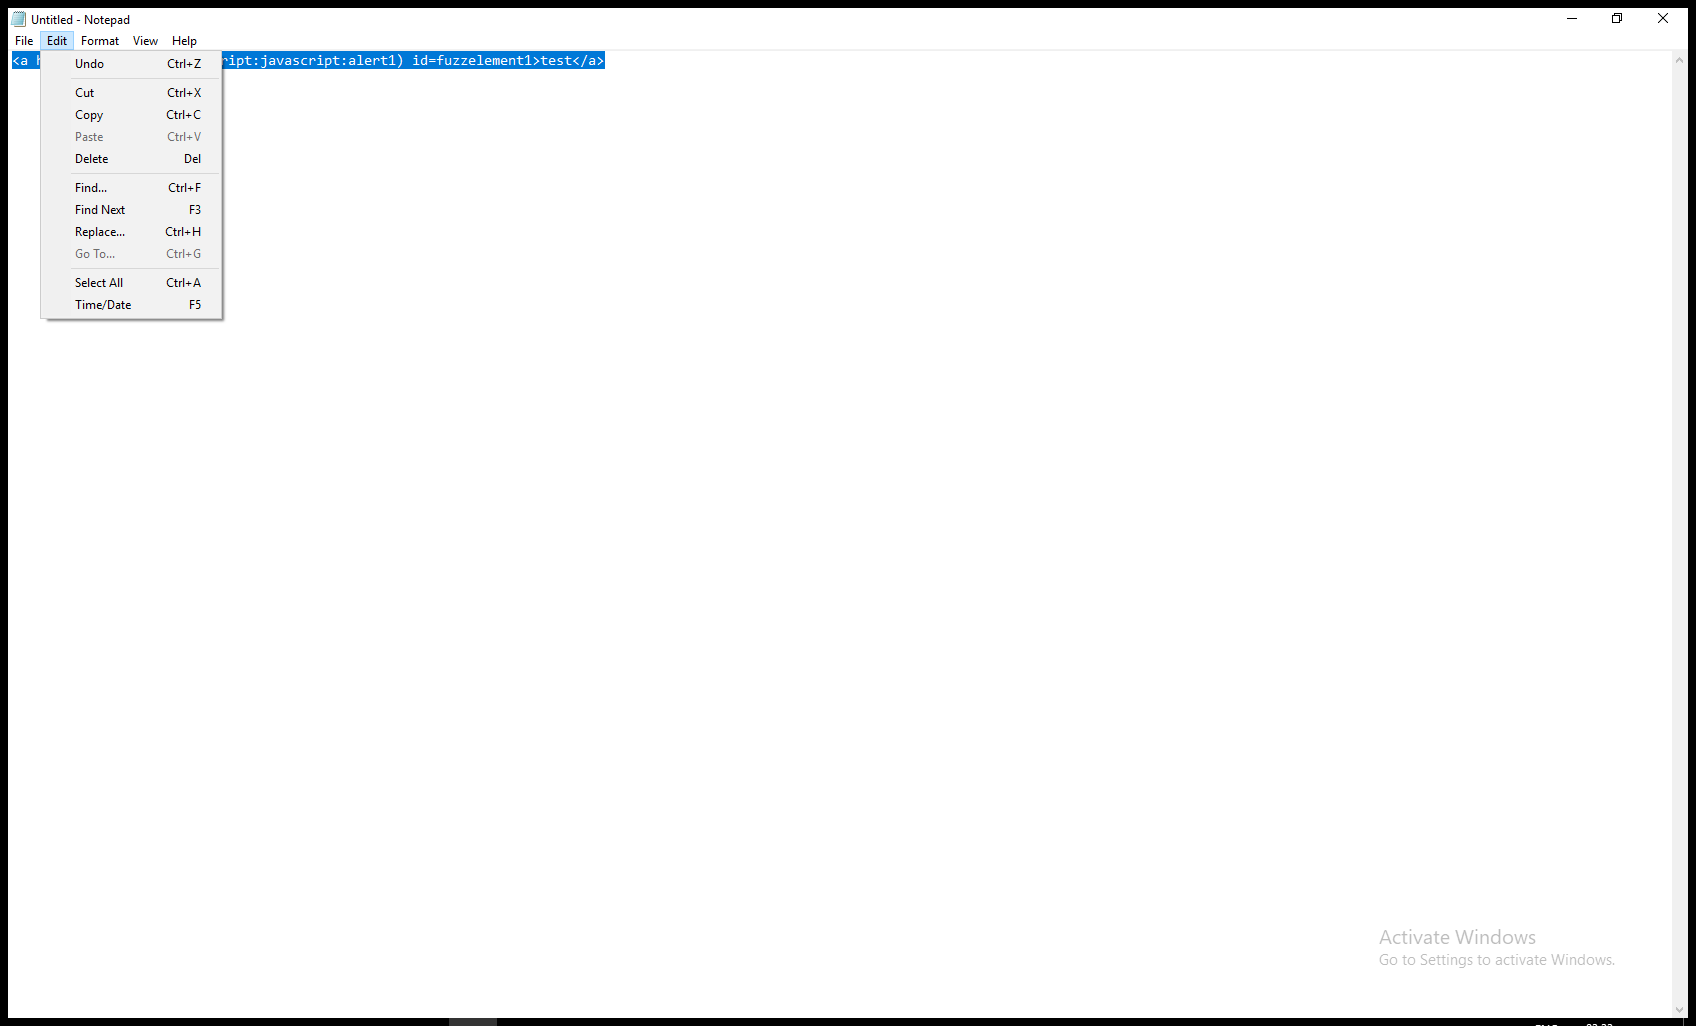 Untitled - Notepad
File Edit Format View Help
<a ript:javascript:alert1) id=fuzzelement1>test</a>
Undo Ctrl+Z
Cut Ctrl+X
Copy Ctrl+C
Paste Ctrl+V
Delete Del
Find... Ctrl+F
Find Next F3
Replace... Ctrl+H
Go To... Ctrl+G
Select All Ctrl+A
Time/Date F5
Activate Windows
Go to Settings to activate Windows.